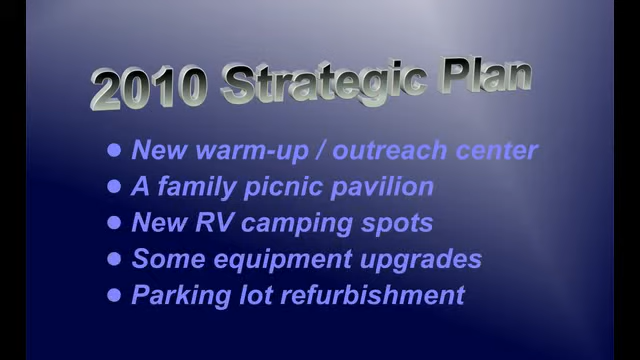 2010 Strategic Plan
● New warm-up / outreach center
● A family picnic pavilion
● New RV camping spots
● Some equipment upgrades
● Parking lot refurbishment